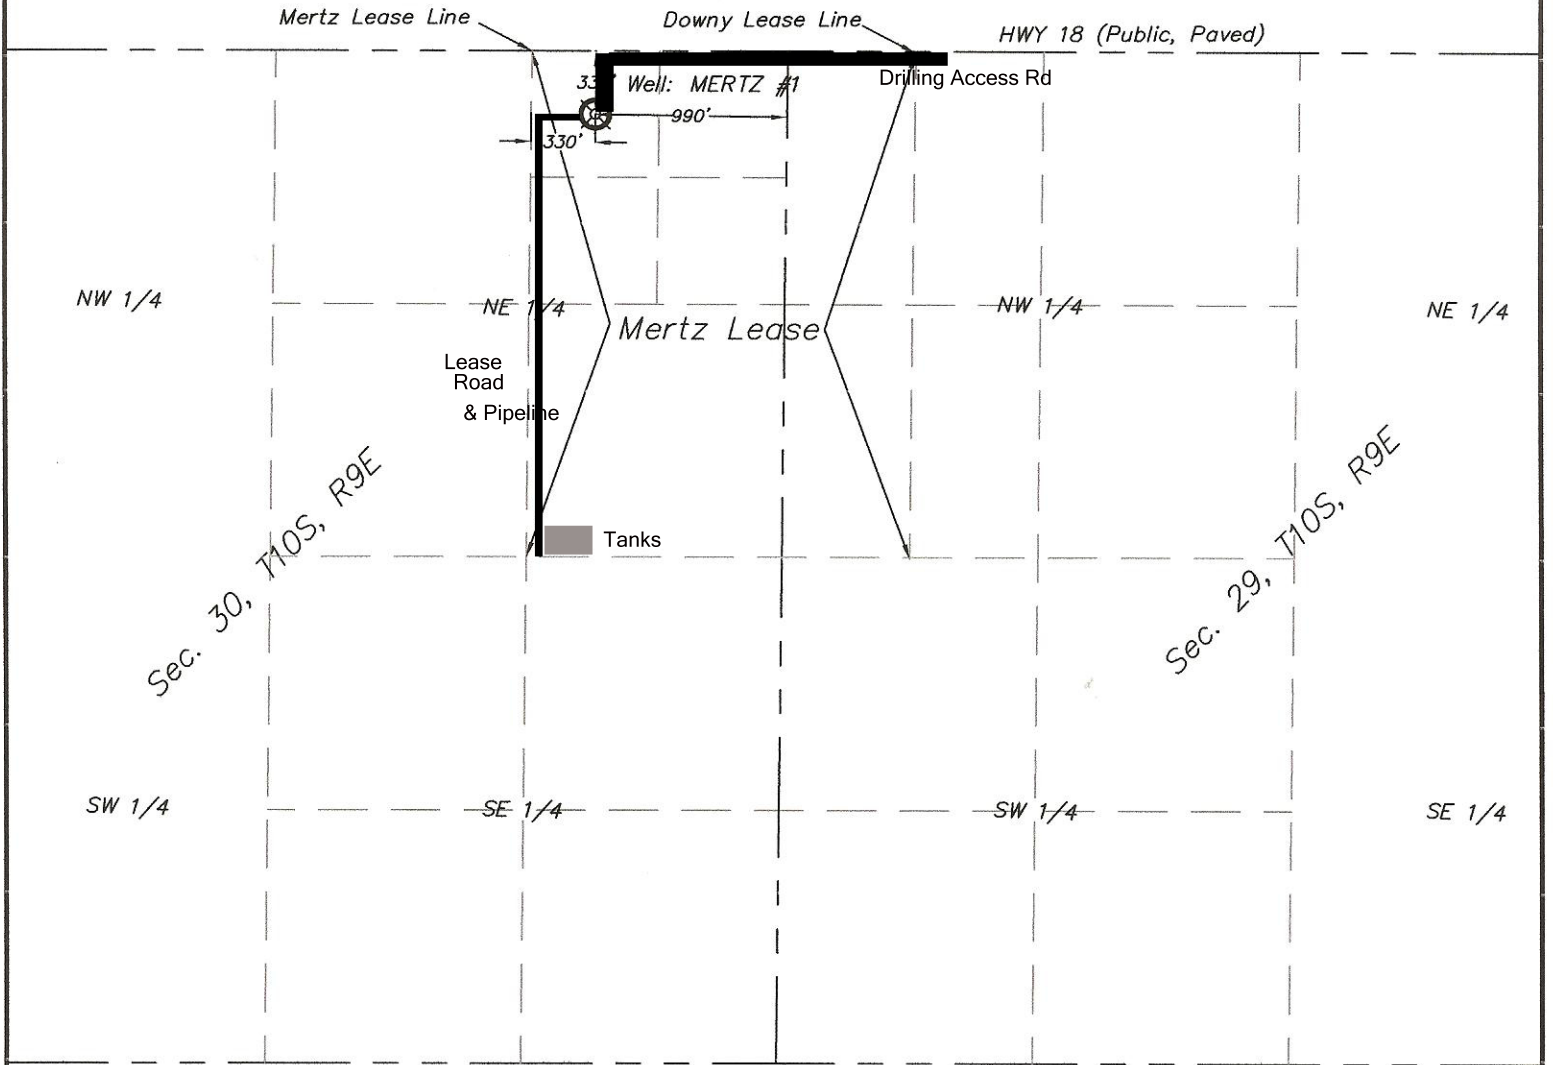 Mertz Lease Line
Downy Lease Line
HWY 18 (Public, Paved)
Drilling Access Rd
330' Well: MERTZ #1
990'
330'
NW 1/4
NE 1/4
NW 1/4
NE 1/4
Mertz Lease
Lease
Road
& Pipeline
Sec. 30, T10S, R9E
Sec. 29, T10S, R9E
Tanks
SW 1/4
SE 1/4
SW 1/4
SE 1/4